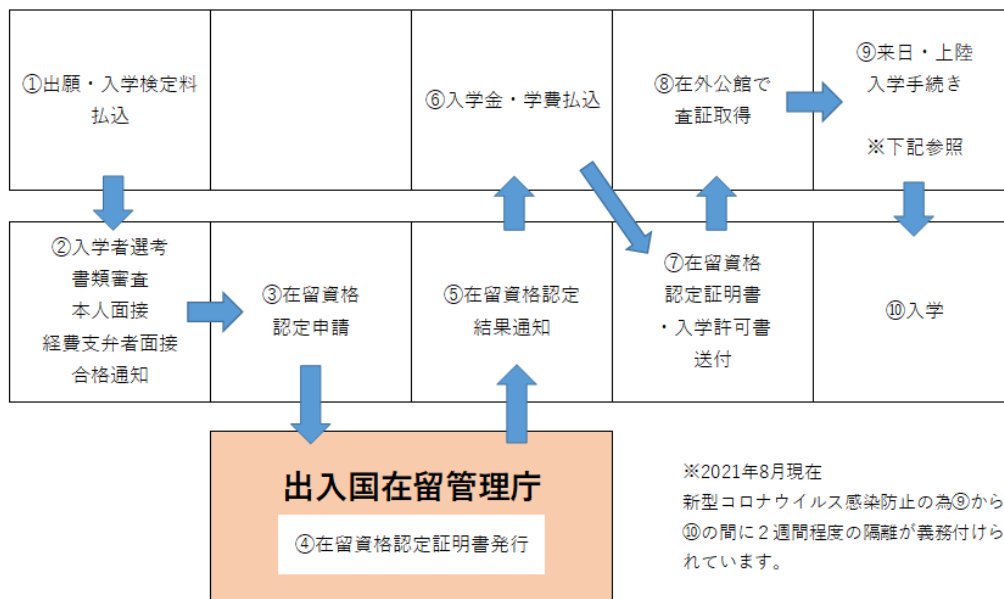 ①出願・入学検定料
払込
⑥入学金・学費払込
⑧在外公館で
査証取得
⑨来日・上陸
入学手続き
※下記参照
②入学者選考
書類審査
本人面接
経費支弁者面接
合格通知
③在留資格
認定申請
⑤在留資格認定
結果通知
⑦在留資格
認定証明書
・入学許可書
送付
⑩入学
出入国在留管理庁
④在留資格認定証明書発行
※2021年8月現在
新型コロナウイルス感染防止の為⑨から
⑩の間に２週間程度の隔離が義務付けら
れています。